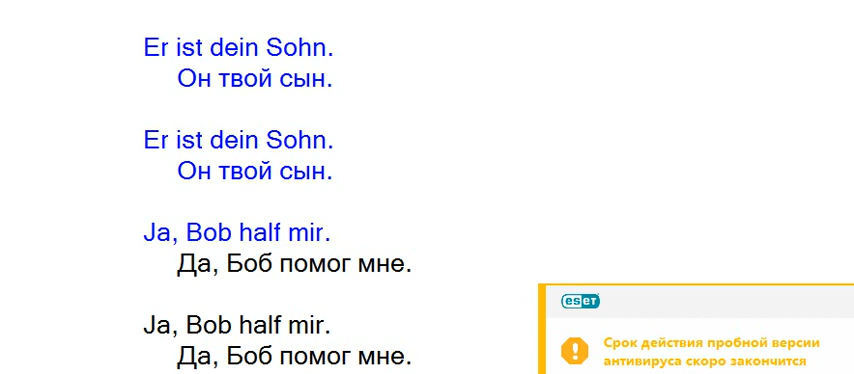 Er ist dein Sohn.
Он твой сын.
Er ist dein Sohn.
Он твой сын.
Ja, Bob half mir.
Да, Боб помог мне.
Ja, Bob half mir.
Да, Боб помог мне.
eset
Срок действия пробной версии
антивируса скоро закончится